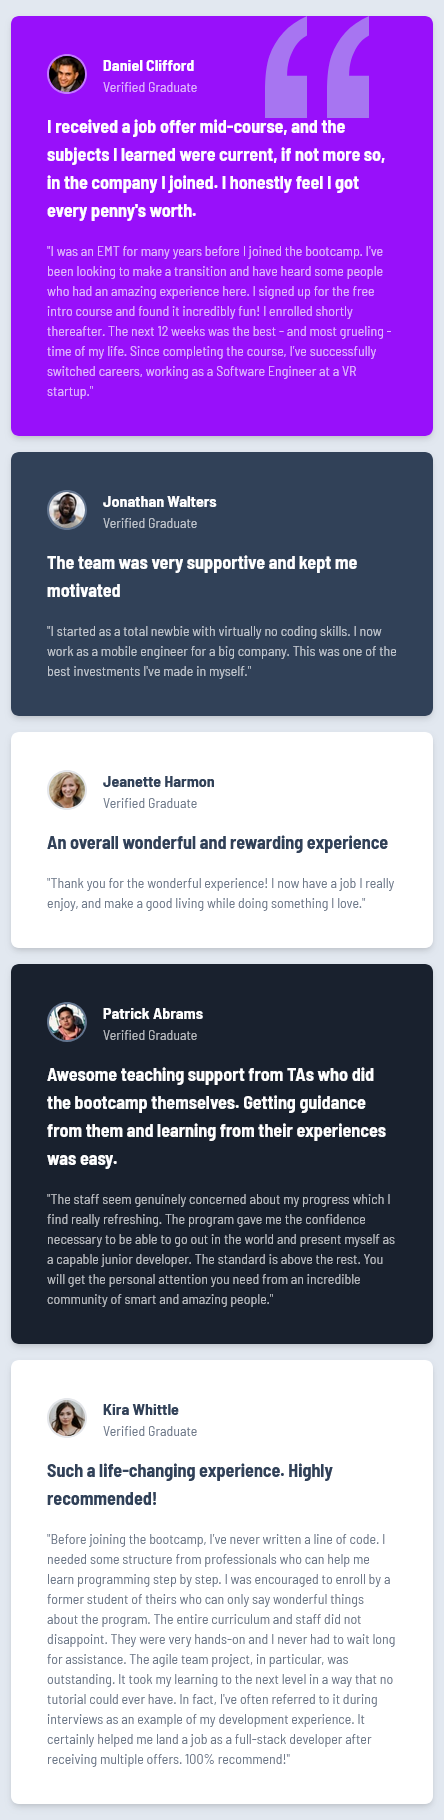 Daniel Clifford
Verified Graduate
I received a job offer mid-course, and the
subjects I learned were current, if not more so,
in the company I joined. I honestly feel I got
every penny's worth.
"I was an EMT for many years before I joined the bootcamp. I've
been looking to make a transition and have heard some people
who had an amazing experience here. I signed up for the free
intro course and found it incredibly fun! I enrolled shortly
thereafter. The next 12 weeks was the best - and most grueling -
time of my life. Since completing the course, I've successfully
switched careers, working as a Software Engineer at a VR
startup."
Jonathan Walters
Verified Graduate
The team was very supportive and kept me
motivated
"I started as a total newbie with virtually no coding skills. I now
work as a mobile engineer for a big company. This was one of the
best investments I've made in myself."
Jeanette Harmon
Verified Graduate
An overall wonderful and rewarding experience
"Thank you for the wonderful experience! I now have a job I really
enjoy, and make a good living while doing something I love."
Patrick Abrams
Verified Graduate
Awesome teaching support from TAs who did
the bootcamp themselves. Getting guidance
from them and learning from their experiences
was easy.
"The staff seem genuinely concerned about my progress which I
find really refreshing. The program gave me the confidence
necessary to be able to go out in the world and present myself as
a capable junior developer. The standard is above the rest. You
will get the personal attention you need from an incredible
community of smart and amazing people."
Kira Whittle
Verified Graduate
Such a life-changing experience. Highly
recommended!
"Before joining the bootcamp, I've never written a line of code. I
needed some structure from professionals who can help me
learn programming step by step. I was encouraged to enroll by a
former student of theirs who can only say wonderful things
about the program. The entire curriculum and staff did not
disappoint. They were very hands-on and I never had to wait long
for assistance. The agile team project, in particular, was
outstanding. It took my learning to the next level in a way that no
tutorial could ever have. In fact, I've often referred to it during
interviews as an example of my development experience. It
certainly helped me land a job as a full-stack developer after
receiving multiple offers. 100% recommend!"